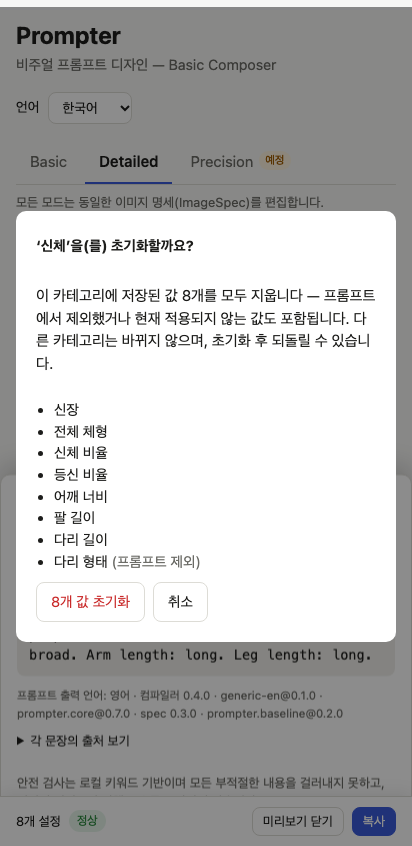 Prompter
비주얼 프롬프트 디자인 — Basic Composer
언어 한국어
Basic Detailed Precision 예정
모든 모드는 동일한 이미지 명세(ImageSpec)를 편집합니다.
‘신체’을(를) 초기화할까요?
이 카테고리에 저장된 값 8개를 모두 지웁니다 — 프롬프트
에서 제외했거나 현재 적용되지 않는 값도 포함됩니다. 다
른 카테고리는 바뀌지 않으며, 초기화 후 되돌릴 수 있습니
다.
• 신장
• 전체 체형
• 신체 비율
• 등신 비율
• 어깨 너비
• 팔 길이
• 다리 길이
• 다리 형태 (프롬프트 제외)
8개 값 초기화 취소
broad. Arm length: long. Leg length: long.
프롬프트 출력 언어: 영어 · 컴파일러 0.4.0 · generic-en@0.1.0 ·
prompter.core@0.7.0 · spec 0.3.0 · prompter.baseline@0.2.0
▶ 각 문장의 출처 보기
안전 검사는 로컬 키워드 기반이며 모든 부적절한 내용을 걸러내지 못하고,
8개 설정 정상 미리보기 닫기 복사